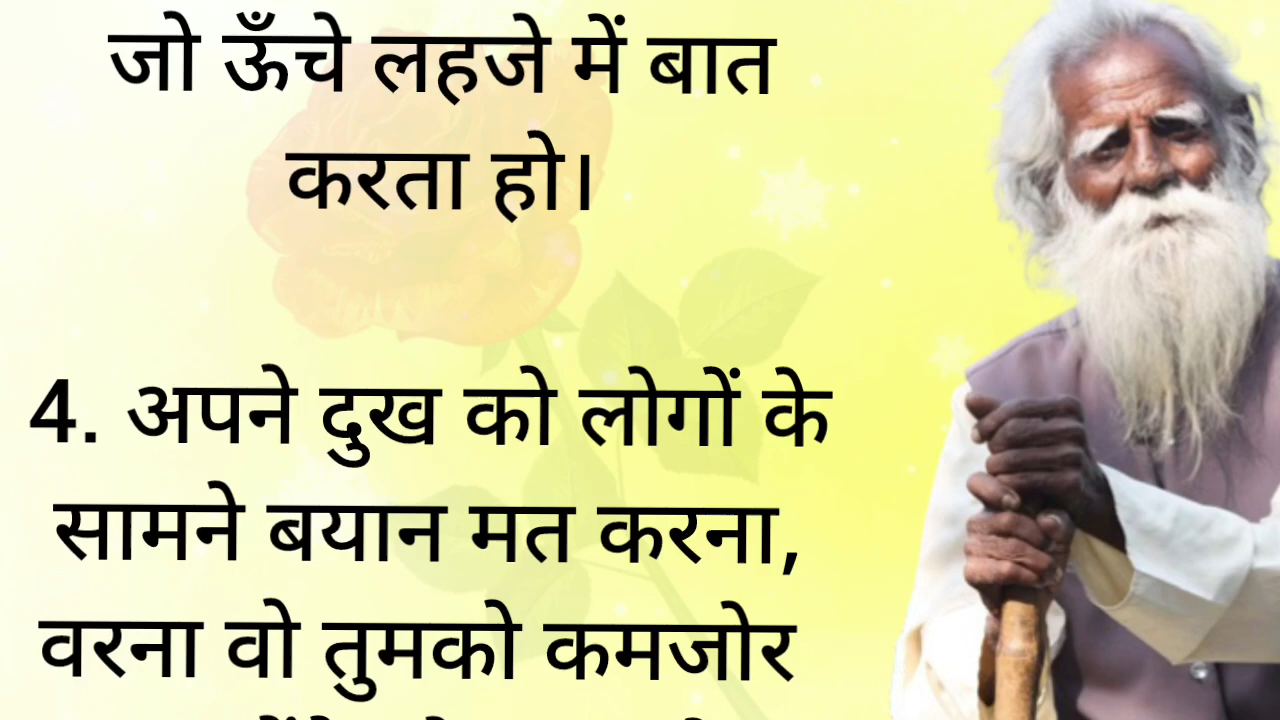 जो ऊँचे लहजे में बात
करता हो।
4. अपने दुख को लोगों के
सामने बयान मत करना,
वरना वो तुमको कमजोर